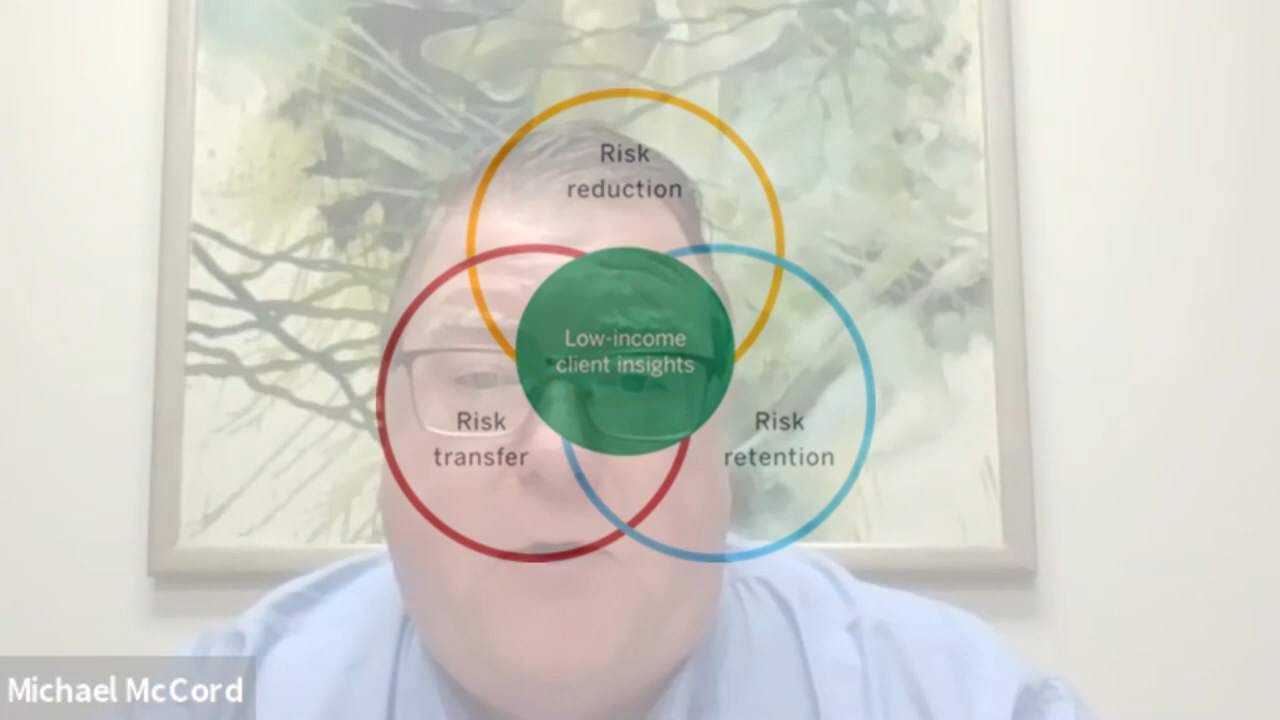 Risk
reduction
Low-income
client insights
Risk
transfer
Risk
retention
Michael McCord